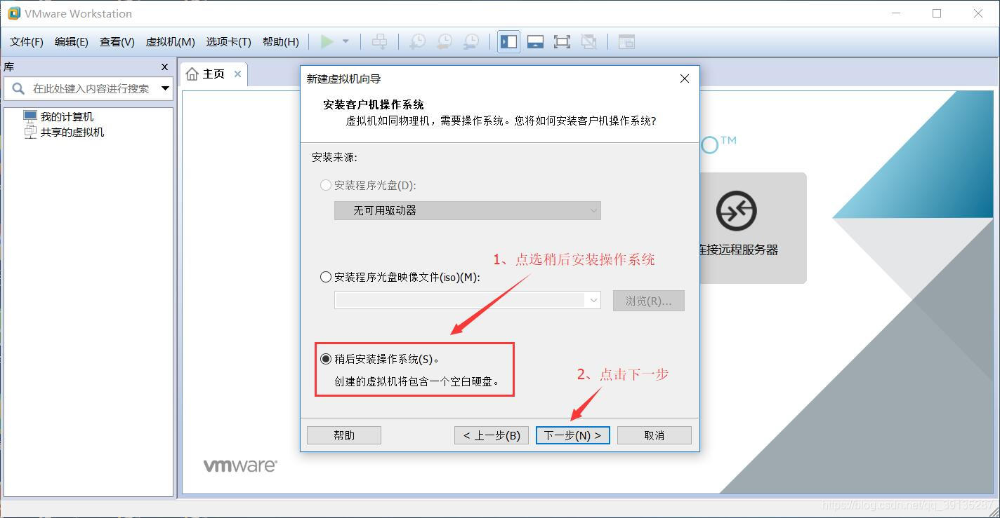 VMware Workstation
文件(F) 编辑(E) 查看(V) 虚拟机(M) 选项卡(T) 帮助(H)
库
在此处键入内容进行搜索
我的计算机
共享的虚拟机
主页
新建虚拟机向导
安装客户机操作系统
虚拟机如同物理机，需要操作系统。您将如何安装客户机操作系统?
安装来源:
安装程序光盘(D):
无可用驱动器
1、点选稍后安装操作系统
安装程序光盘映像文件(iso)(M):
浏览(R)...
稍后安装操作系统(S)。
创建的虚拟机将包含一个空白硬盘。
2、点击下一步
帮助 < 上一步(B) 下一步(N) > 取消
O™
连接远程服务器
vmware
https://blog.csdn.net/qq_39135287